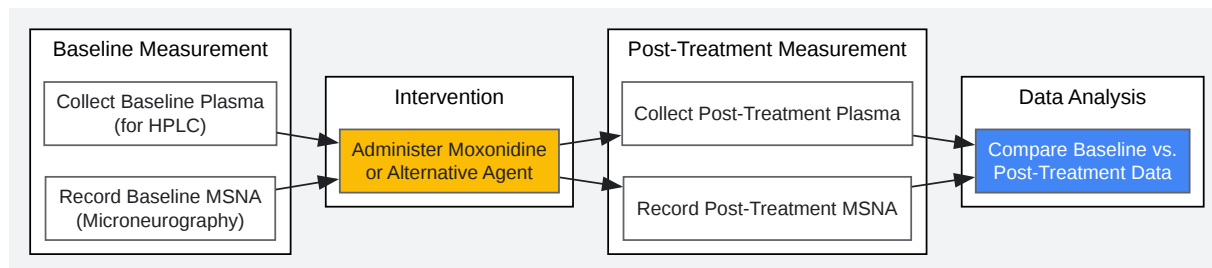 Baseline Measurement
Collect Baseline Plasma
(for HPLC)
Record Baseline MSNA
(Microneurography)
Intervention
Administer Moxonidine
or Alternative Agent
Post-Treatment Measurement
Collect Post-Treatment Plasma
Record Post-Treatment MSNA
Data Analysis
Compare Baseline vs.
Post-Treatment Data